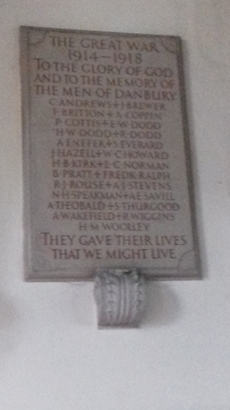 THE GREAT WAR
1914–1918
TO THE GLORY OF GOD
AND TO THE MEMORY OF
THE MEN OF DANBURY
C·ANDREWS+J·BREWER
F·BRITTON+A·COPPIN
P·COTTIS+E·W·DODD
H·W·DODD+R·DODD
A·ENEFER+S·EVERARD
J·HAZELL+W·C·HOWARD
H·B·KIRK+E·C·NORMAN
B·PRATT+FREDK·RALPH
R·J·ROUSE+A·J·STEVENS
N·H·SPEAKMAN+A·E·SAVILL
A·THEOBALD+S·THURGOOD
A·WAKEFIELD+R·WIGGINS
H·M·WOOLLEY
THEY GAVE THEIR LIVES
THAT WE MIGHT LIVE